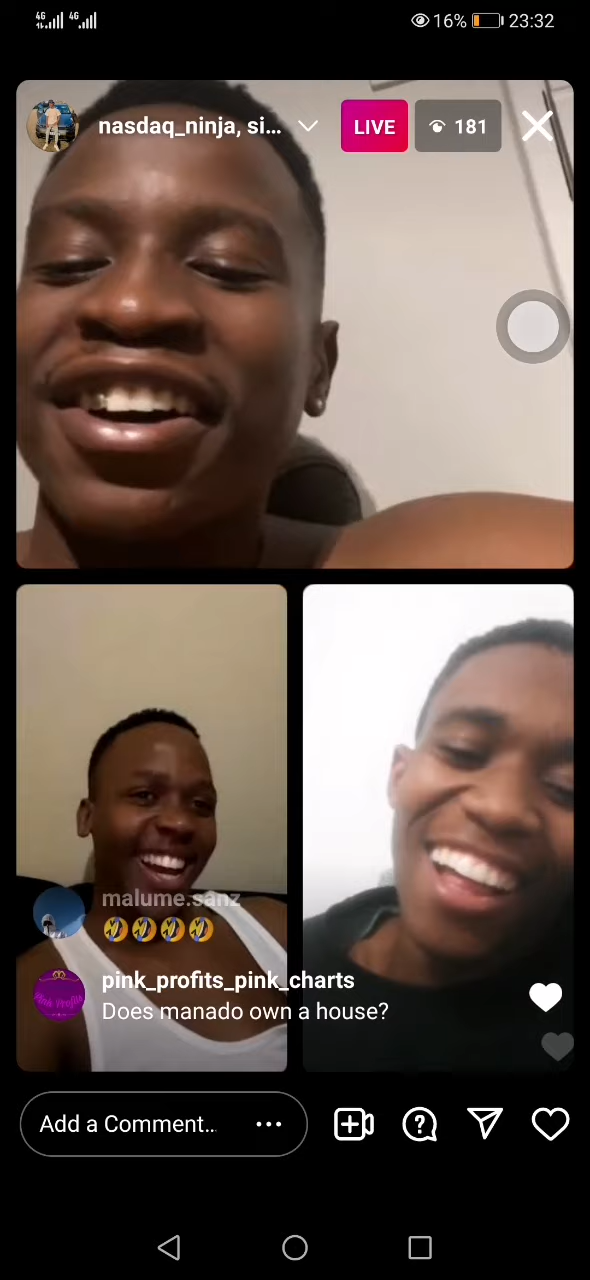 4G 4G 16% 23:32
nasdaq_ninja, si... LIVE 181
malume.sanz
pink_profits_pink_charts
Does manado own a house?
Add a Comment...